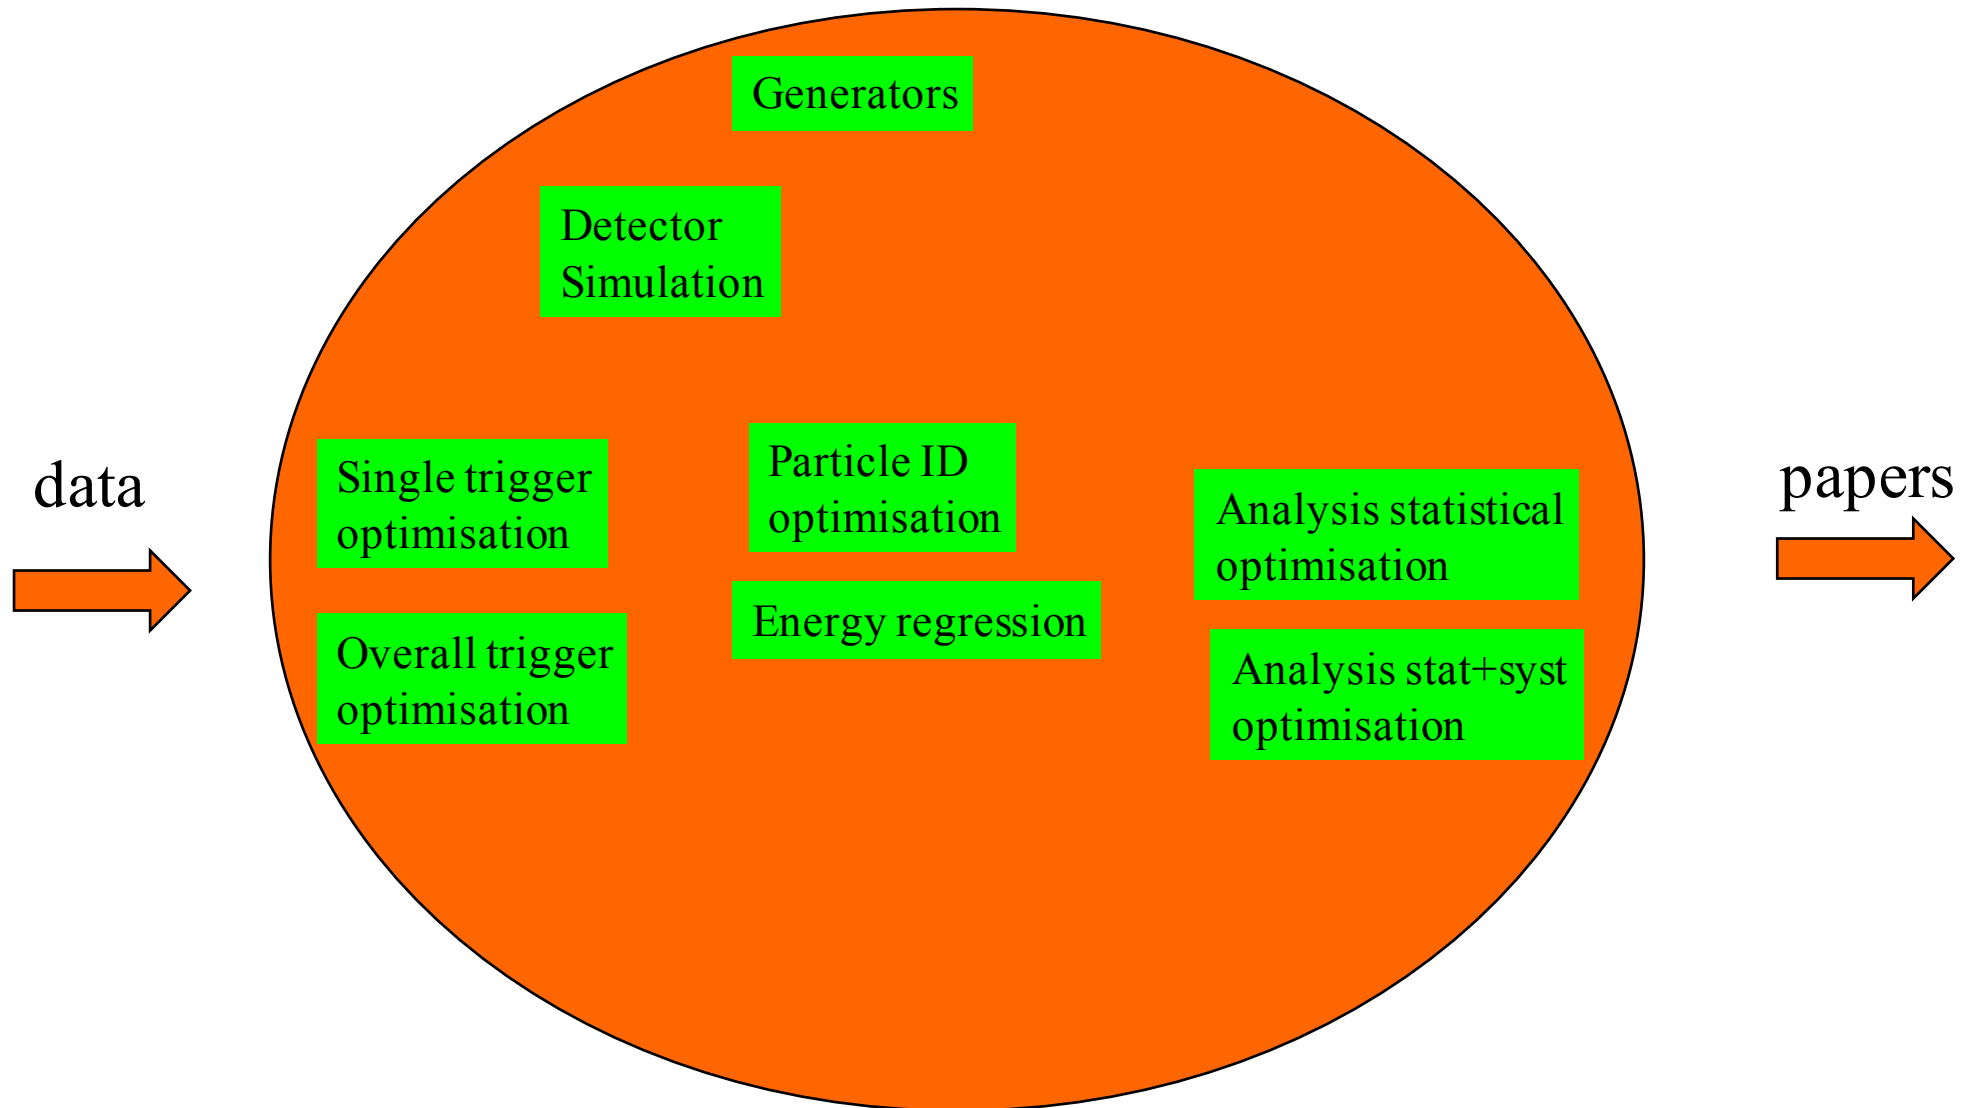 Generators
Detector
Simulation
data
Single trigger
optimisation
Overall trigger
optimisation
Particle ID
optimisation
Energy regression
Analysis statistical
optimisation
Analysis stat+syst
optimisation
papers